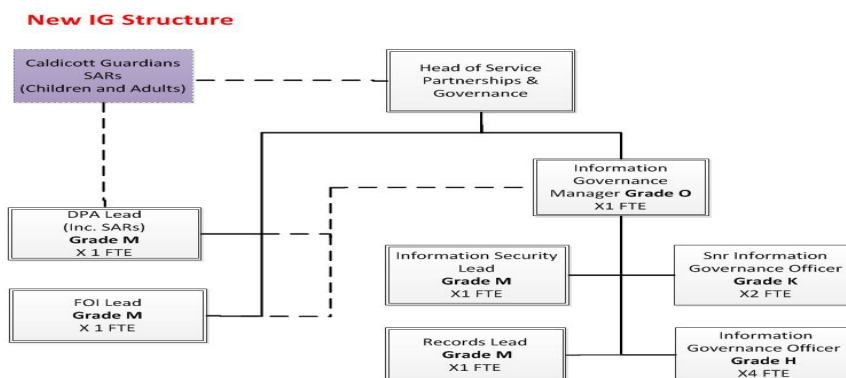 New IG Structure
Caldicott Guardians
SARs
(Children and Adults)
Head of Service
Partnerships &
Governance
Information
Governance
Manager Grade O
X1 FTE
DPA Lead
(Inc. SARs)
Grade M
X 1 FTE
Information Security
Lead
Grade M
X1 FTE
Snr Information
Governance Officer
Grade K
X2 FTE
FOI Lead
Grade M
X 1 FTE
Records Lead
Grade M
X1 FTE
Information
Governance Officer
Grade H
X4 FTE